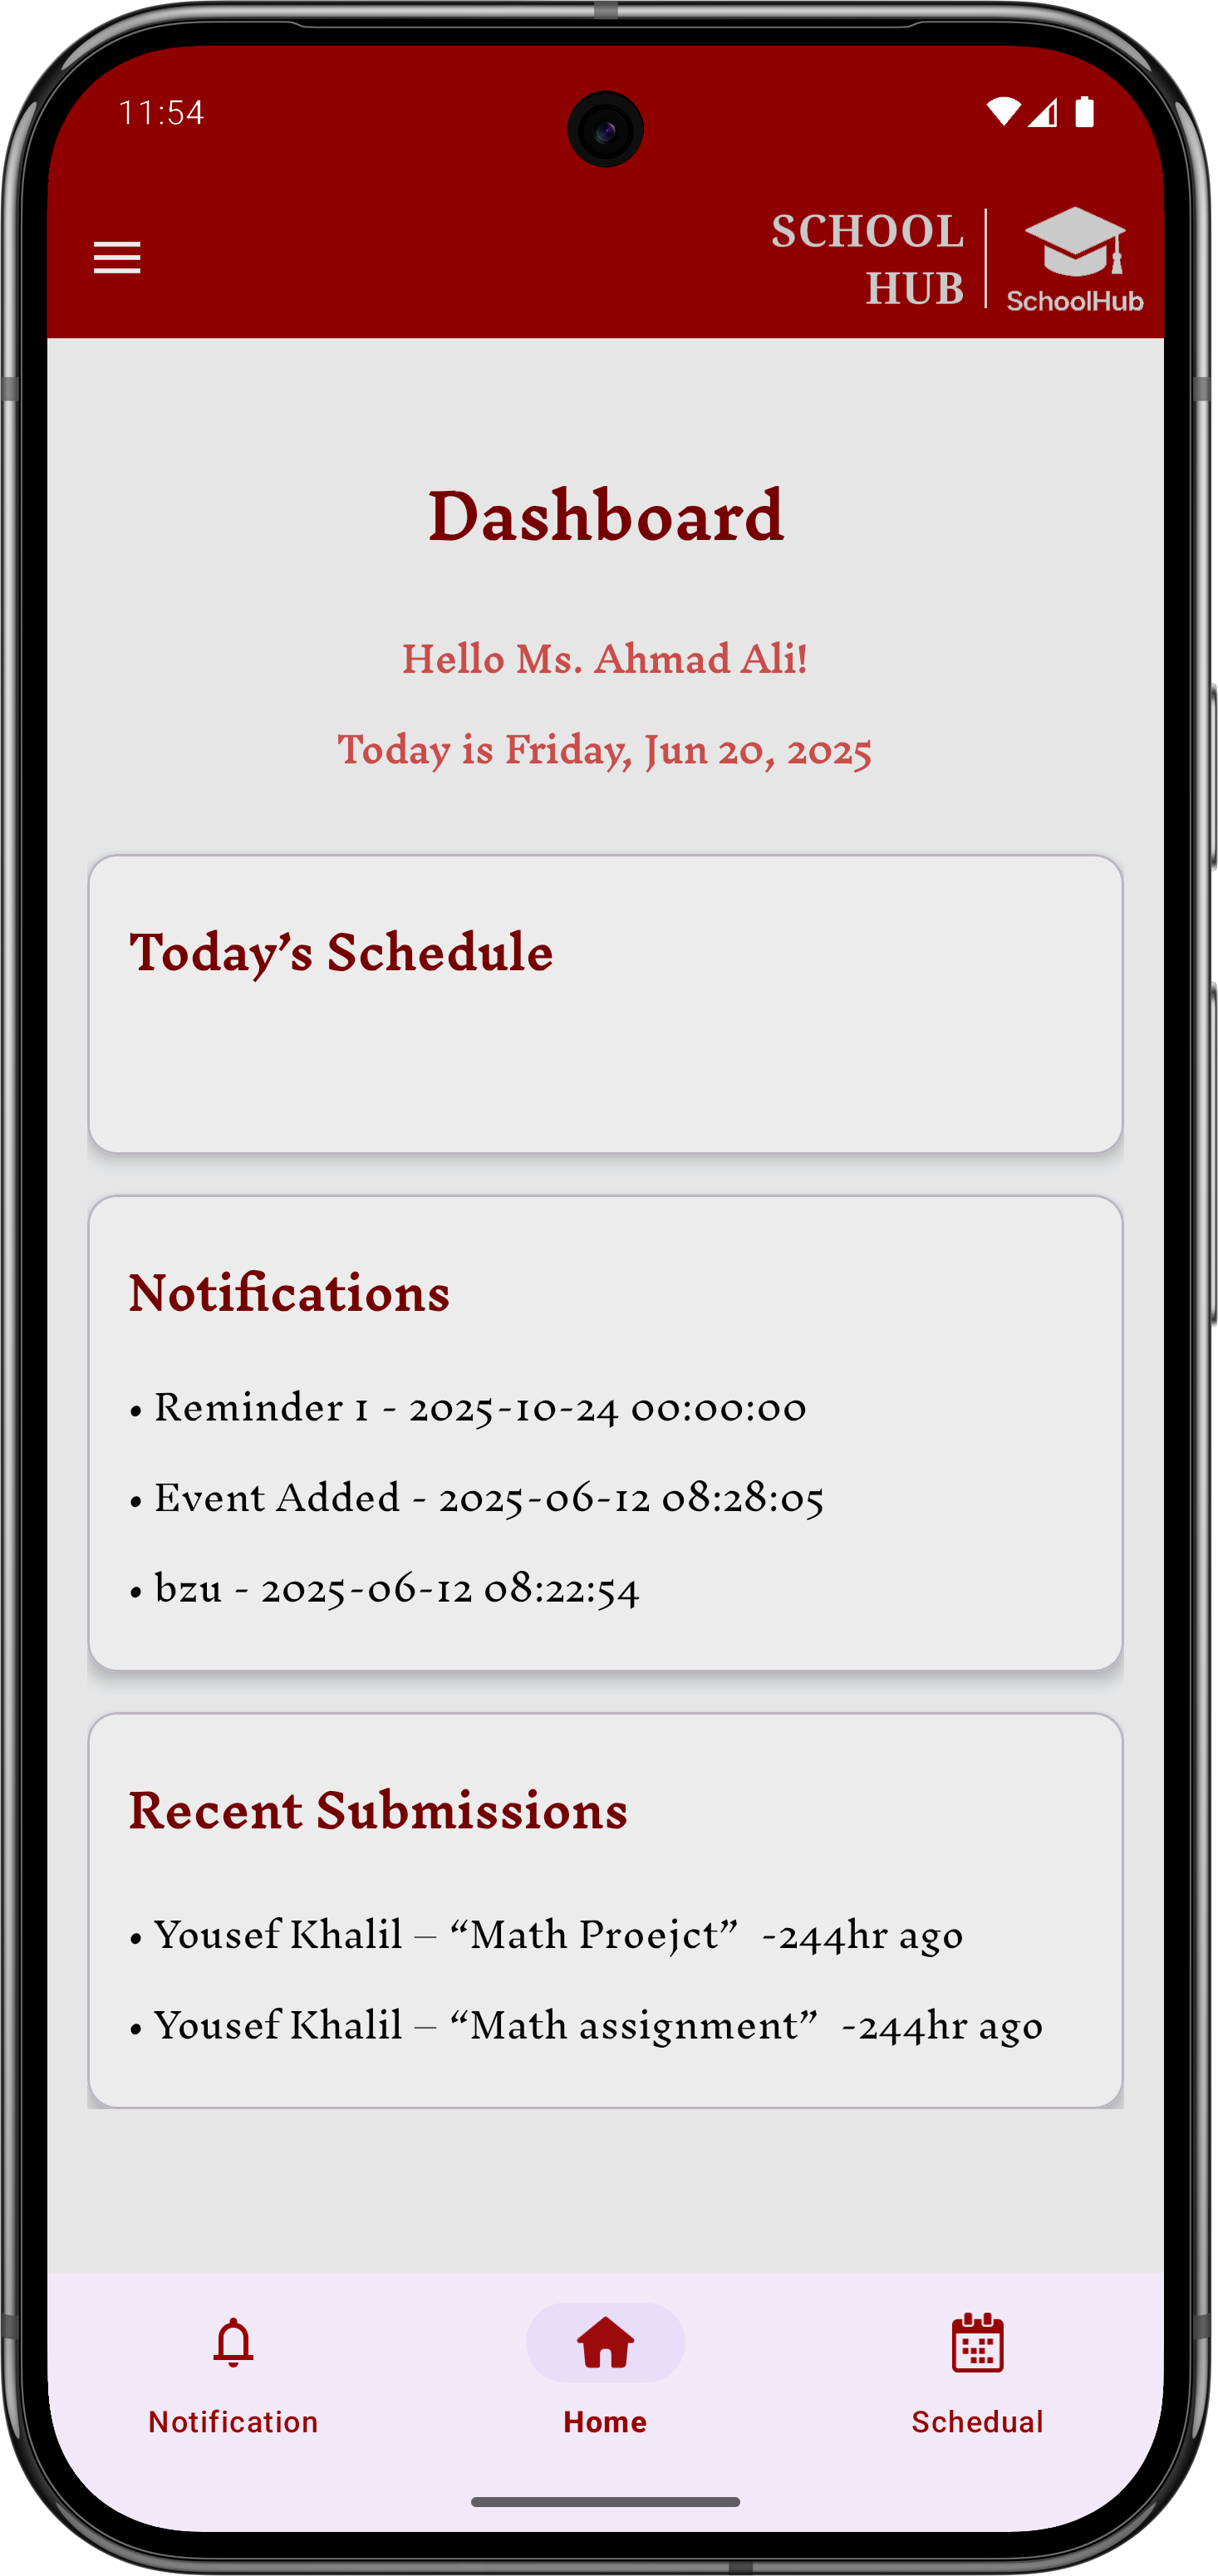 11:54
SCHOOL
HUB
SchoolHub
Dashboard
Hello Ms. Ahmad Ali!
Today is Friday, Jun 20, 2025
Today’s Schedule
Notifications
• Reminder 1 - 2025-10-24 00:00:00
• Event Added - 2025-06-12 08:28:05
• bzu - 2025-06-12 08:22:54
Recent Submissions
• Yousef Khalil – “Math Proejct”  -244hr ago
• Yousef Khalil – “Math assignment”  -244hr ago
Notification
Home
Schedual